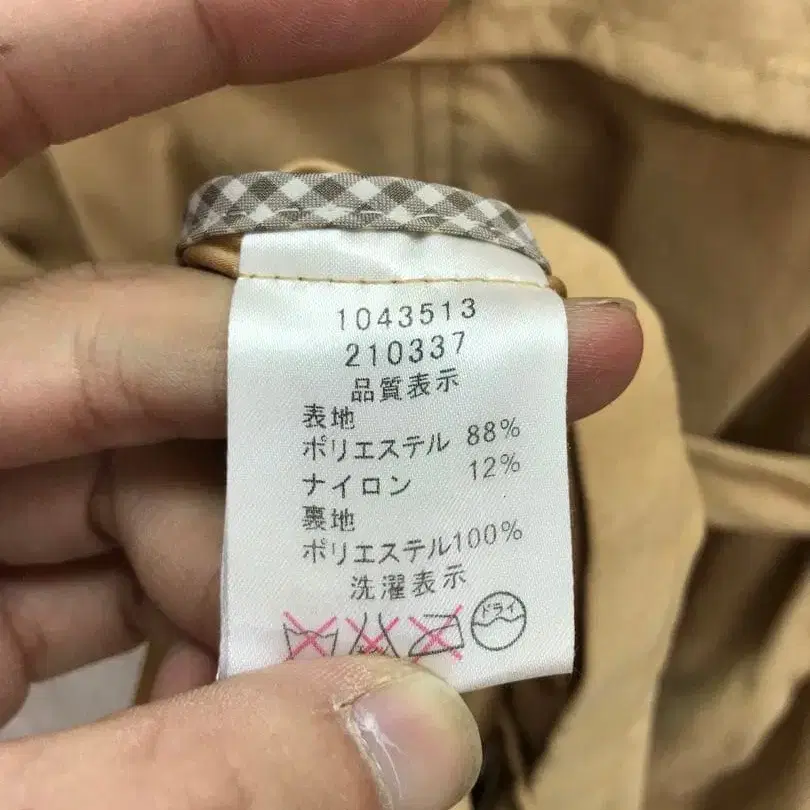 1043513
210337
品質表示
表地
ポリエステル 88%
ナイロン 12%
裏地
ポリエステル100%
洗濯表示
ドライ